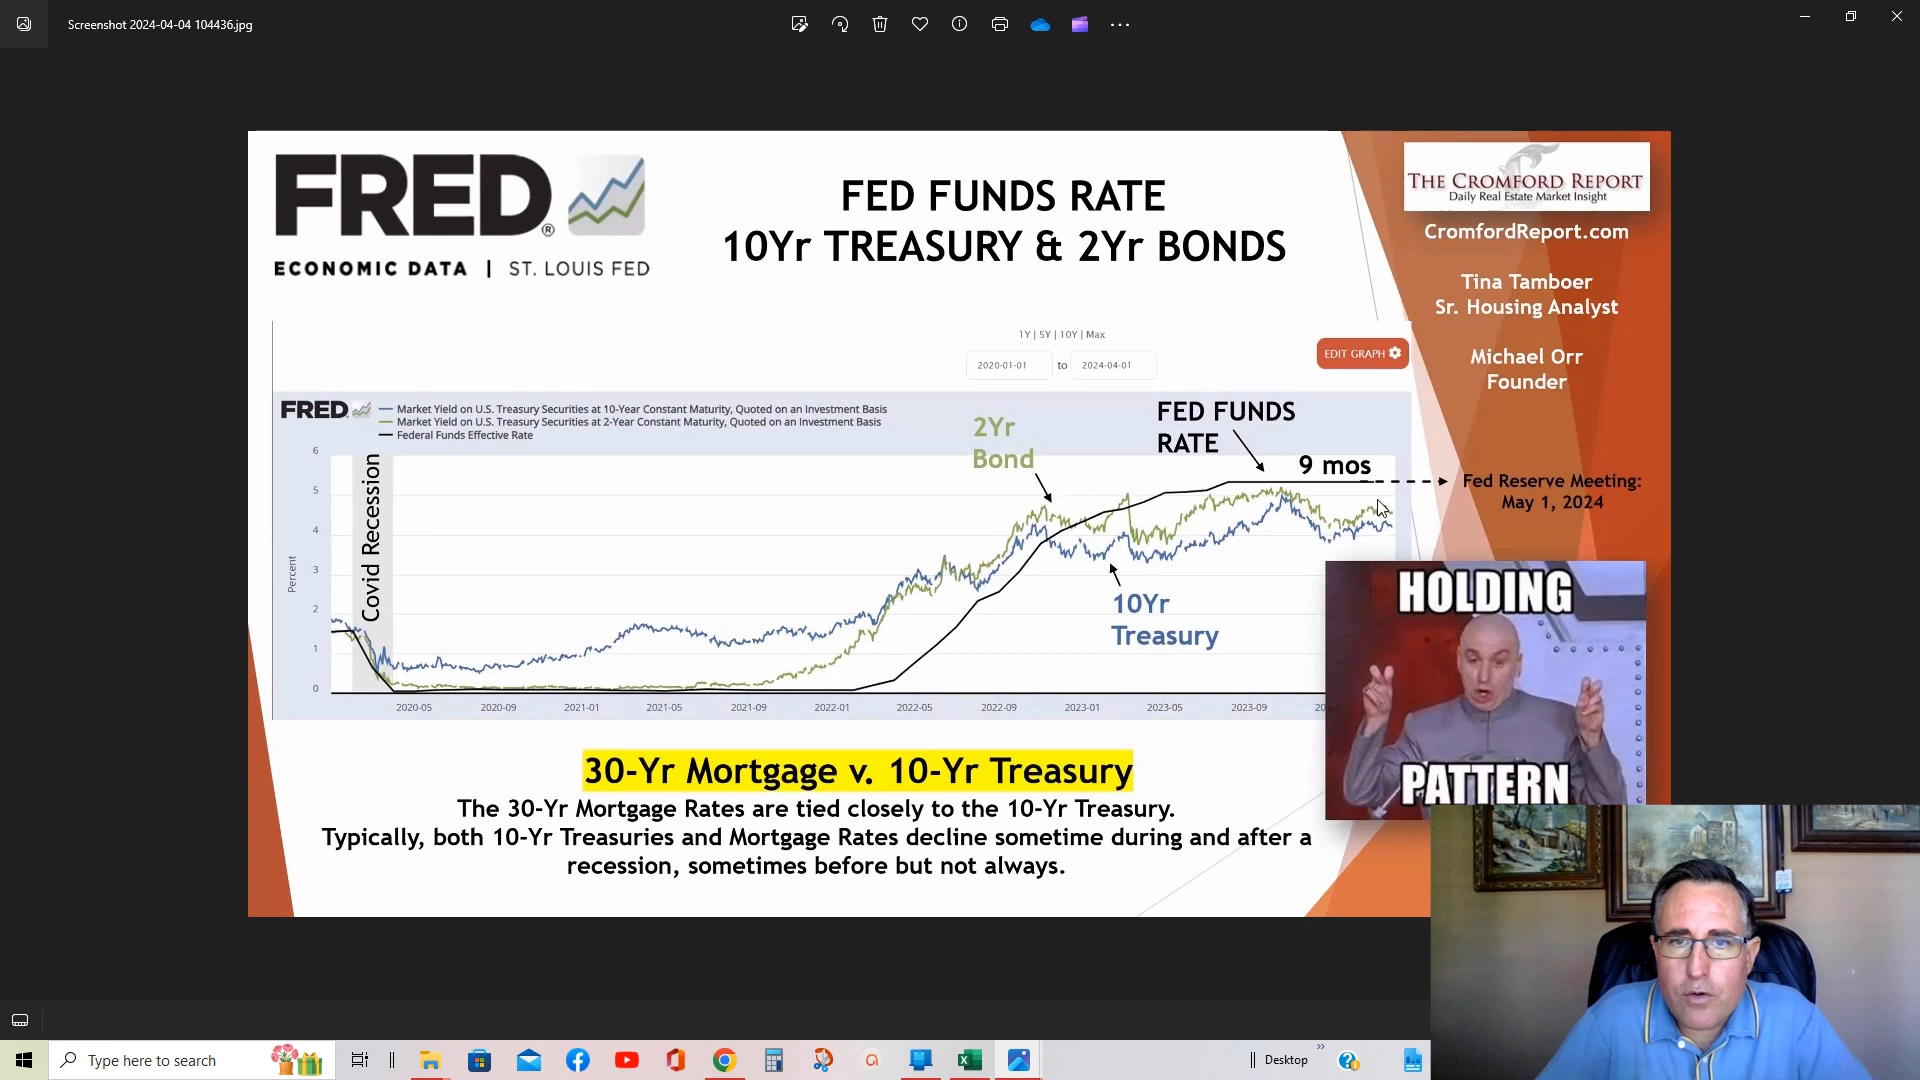 Screenshot 2024-04-04 104436.jpg
FRED®
ECONOMIC DATA | ST. LOUIS FED
FED FUNDS RATE
10Yr TREASURY & 2Yr BONDS
THE CROMFORD REPORT
Daily Real Estate Market Insight
CromfordReport.com
Tina Tamboer
Sr. Housing Analyst
Michael Orr
Founder
1Y | 5Y | 10Y | Max
2020-01-01 to 2024-04-01
EDIT GRAPH
FRED
Market Yield on U.S. Treasury Securities at 10-Year Constant Maturity, Quoted on an Investment Basis
Market Yield on U.S. Treasury Securities at 2-Year Constant Maturity, Quoted on an Investment Basis
Federal Funds Effective Rate
2Yr
Bond
FED FUNDS
RATE
9 mos
Fed Reserve Meeting:
May 1, 2024
Covid Recession
Percent
6
5
4
3
2
1
0
10Yr
Treasury
2020-05 2020-09 2021-01 2021-05 2021-09 2022-01 2022-05 2022-09 2023-01 2023-05 2023-09
HOLDING
PATTERN
30-Yr Mortgage v. 10-Yr Treasury
The 30-Yr Mortgage Rates are tied closely to the 10-Yr Treasury.
Typically, both 10-Yr Treasuries and Mortgage Rates decline sometime during and after a
recession, sometimes before but not always.
Type here to search
Desktop